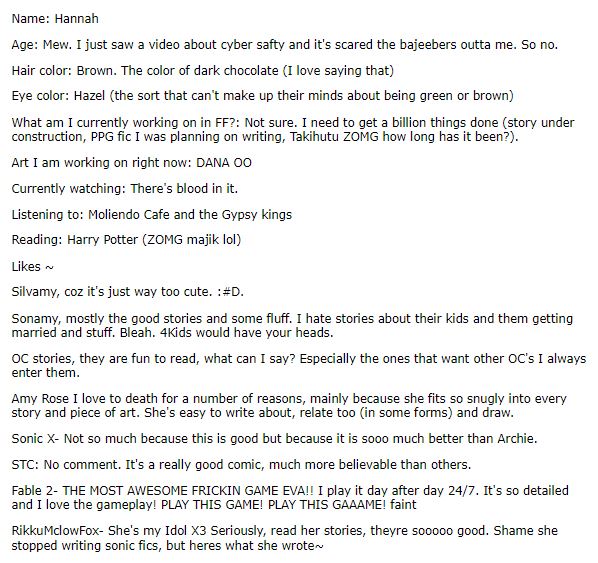 Name: Hannah
Age: Mew. I just saw a video about cyber safty and it's scared the bajeebers outta me. So no.
Hair color: Brown. The color of dark chocolate (I love saying that)
Eye color: Hazel (the sort that can't make up their minds about being green or brown)
What am I currently working on in FF?: Not sure. I need to get a billion things done (story under
construction, PPG fic I was planning on writing, Takihutu ZOMG how long has it been?).
Art I am working on right now: DANA OO
Currently watching: There's blood in it.
Listening to: Moliendo Cafe and the Gypsy kings
Reading: Harry Potter (ZOMG majik lol)
Likes ~
Silvamy, coz it's just way too cute. :#D.
Sonamy, mostly the good stories and some fluff. I hate stories about their kids and them getting
married and stuff. Bleah. 4Kids would have your heads.
OC stories, they are fun to read, what can I say? Especially the ones that want other OC's I always
enter them.
Amy Rose I love to death for a number of reasons, mainly because she fits so snugly into every
story and piece of art. She's easy to write about, relate too (in some forms) and draw.
Sonic X- Not so much because this is good but because it is sooo much better than Archie.
STC: No comment. It's a really good comic, much more believable than others.
Fable 2- THE MOST AWESOME FRICKIN GAME EVA!! I play it day after day 24/7. It's so detailed
and I love the gameplay! PLAY THIS GAME! PLAY THIS GAAAME! faint
RikkuMclowFox- She's my Idol X3 Seriously, read her stories, theyre sooooo good. Shame she
stopped writing sonic fics, but heres what she wrote~